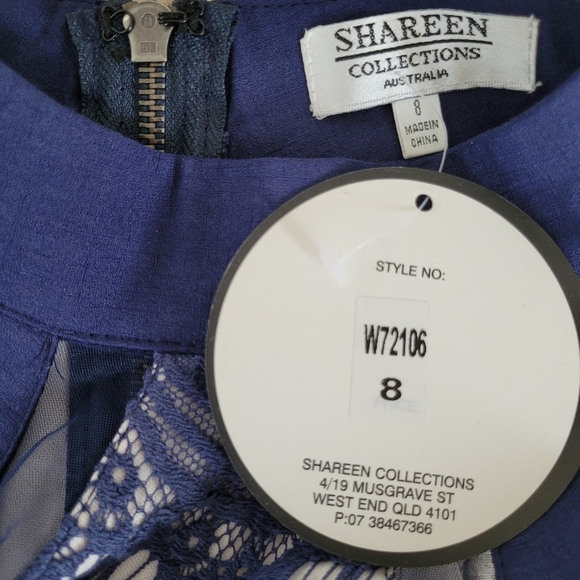 SHAREEN
COLLECTIONS
AUSTRALIA
8
MADE IN
CHINA
STYLE NO:
W72106
8
SHAREEN COLLECTIONS
4/19 MUSGRAVE ST
WEST END QLD 4101
P:07 38467366